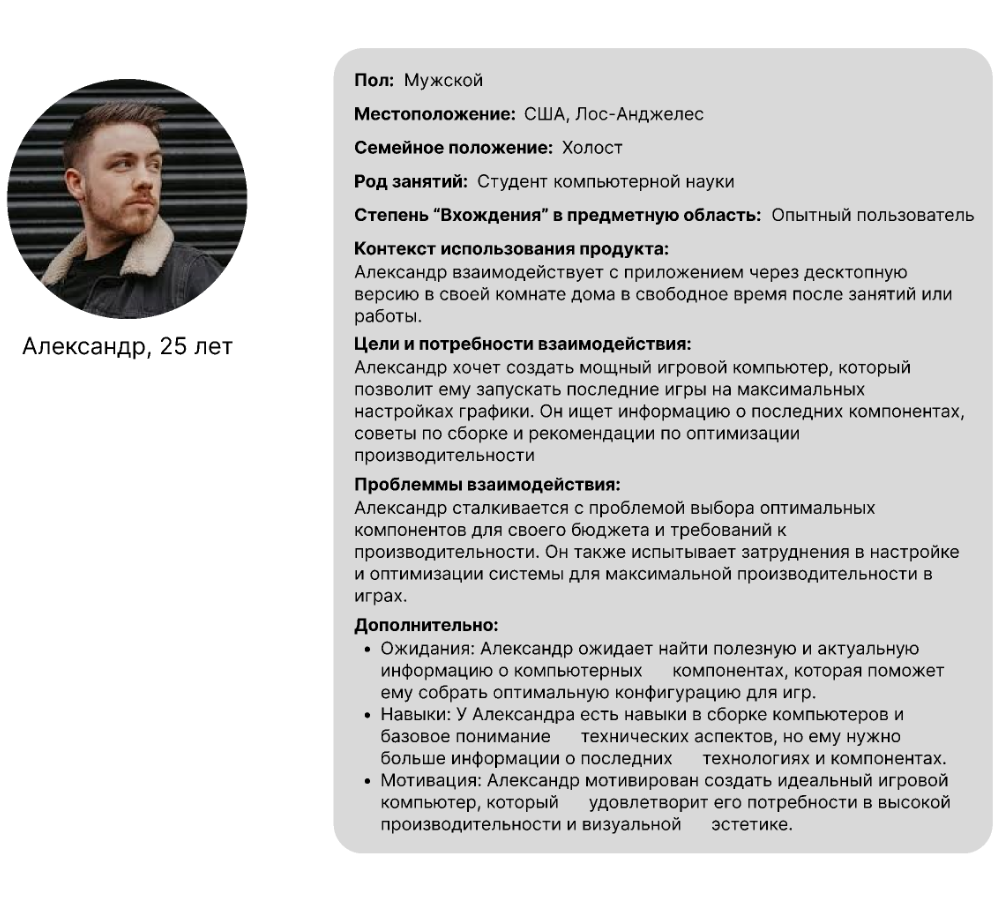 Александр, 25 лет
Пол: Мужской
Местоположение: США, Лос-Анджелес
Семейное положение: Холост
Род занятий: Студент компьютерной науки
Степень “Вхождения” в предметную область: Опытный пользователь
Контекст использования продукта:
Александр взаимодействует с приложением через десктопную
версию в своей комнате дома в свободное время после занятий или
работы.
Цели и потребности взаимодействия:
Александр хочет создать мощный игровой компьютер, который
позволит ему запускать последние игры на максимальных
настройках графики. Он ищет информацию о последних компонентах,
советы по сборке и рекомендации по оптимизации
производительности
Проблеммы взаимодействия:
Александр сталкивается с проблемой выбора оптимальных
компонентов для своего бюджета и требований к
производительности. Он также испытывает затруднения в настройке
и оптимизации системы для максимальной производительности в
играх.
Дополнительно:
• Ожидания: Александр ожидает найти полезную и актуальную
информацию о компьютерных компонентах, которая поможет
ему собрать оптимальную конфигурацию для игр.
• Навыки: У Александра есть навыки в сборке компьютеров и
базовое понимание технических аспектов, но ему нужно
больше информации о последних технологиях и компонентах.
• Мотивация: Александр мотивирован создать идеальный игровой
компьютер, который удовлетворит его потребности в высокой
производительности и визуальной эстетике.